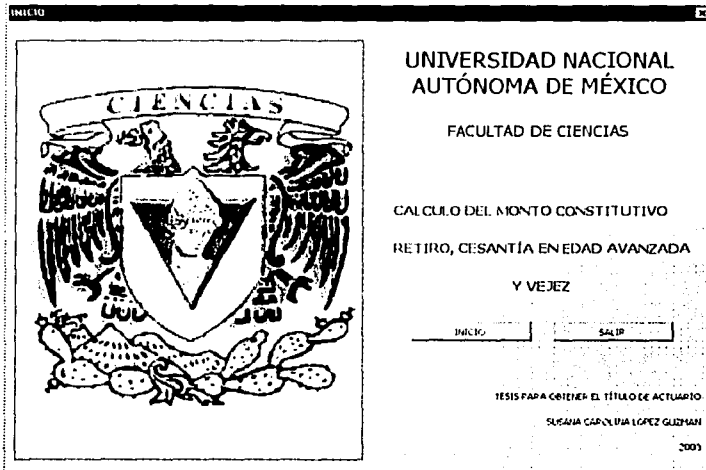 INICIO
CIENCIAS
UNIVERSIDAD NACIONAL
AUTÓNOMA DE MÉXICO
FACULTAD DE CIENCIAS
CALCULO DEL MONTO CONSTITUTIVO
RETIRO, CESANTÍA EN EDAD AVANZADA
Y VEJEZ
INICIO
SALIR
TESIS PARA OBTENER EL TÍTULO DE ACTUARIO
SUSANA CAROLINA LOPEZ GUZMAN